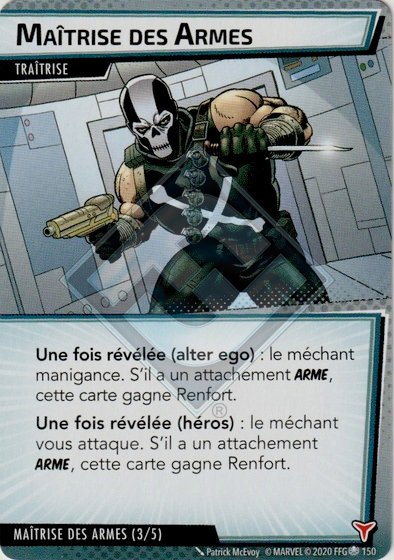 MAÎTRISE DES ARMES
TRAÎTRISE
Une fois révélée (alter ego) : le méchant
manigance. S'il a un attachement ARME,
cette carte gagne Renfort.
Une fois révélée (héros) : le méchant
vous attaque. S'il a un attachement
ARME, cette carte gagne Renfort.
®
MAÎTRISE DES ARMES (3/5)
Patrick McEvoy © MARVEL © 2020 FFG 150